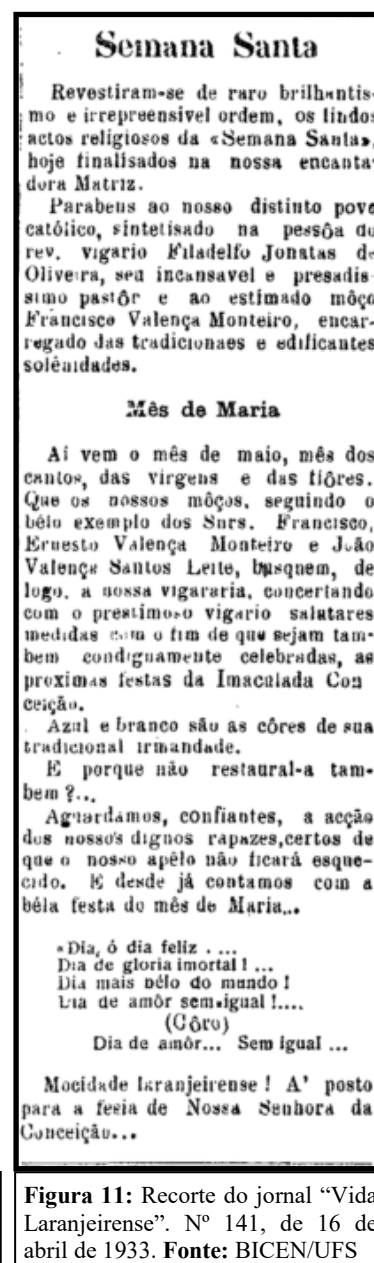 Semana Santa
Revestiram-se de raro brilhantis-
mo e irrepreensivel ordem, os lindos
actos religiosos da «Semana Santa»,
hoje finalisados na nossa encanta-
dora Matriz.
Parabens ao nosso distinto povo
católico, sintetisado na pessôa do
rev. vigario Filadelfo Jonatas de
Oliveira, seu incansavel e presadis-
simo pastôr e ao estimado môço
Francisco Valença Monteiro, encar-
regado das tradicionaes e edificantes
solênidades.
Mês de Maria
Ai vem o mês de maio, mês dos
cantos, das virgens e das flôres.
Que os nossos môços, seguindo o
bélo exemplo dos Snrs. Francisco,
Ernesto Valença Monteiro e João
Valença Santos Leite, busquem, de
logo, a nossa vigararia, concertando
com o prestimoso vigario salutares
medidas com o fim de que sejam tam-
bem condignamente celebradas, as
proximas festas da Imaculada Con
ceição.
Azul e branco são as côres de sua
tradicional irmandade.
E porque não restaural-a tam-
bem ?...
Aguardâmos, confiantes, a acção
dos nosso's dignos rapazes,certos de
que o nosso apêlo não ficará esque-
cido. E desde já contamos com a
béla festa do mês de Maria...
«Dia, ó dia feliz . ...
Dia de gloria imortal ! ...
Dia mais bélo do mundo !
Dia de amôr sem igual !....
(Côro)
Dia de amôr... Sem igual ...
Mocidade laranjeirense ! A' posto
para a festa de Nossa Senhora da
Conceição...
Figura 11: Recorte do jornal “Vida
Laranjeirense”. Nº 141, de 16 de
abril de 1933. Fonte: BICEN/UFS